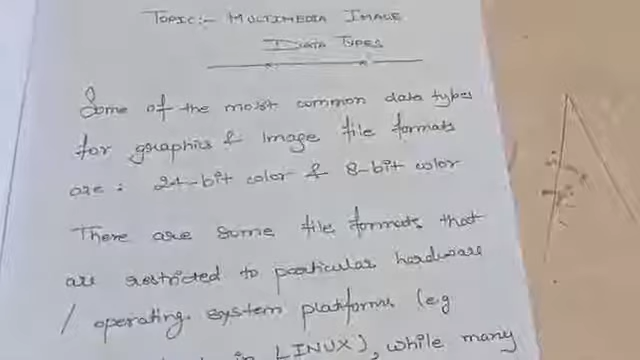 Topic:- Multimedia Image
Data Types
Some of the most common data types
for graphics & Image file formats
are: 24-bit color & 8-bit color
There are some file formats that
are restricted to particular hardware
/ operating system platforms (eg
in LINUX), while many